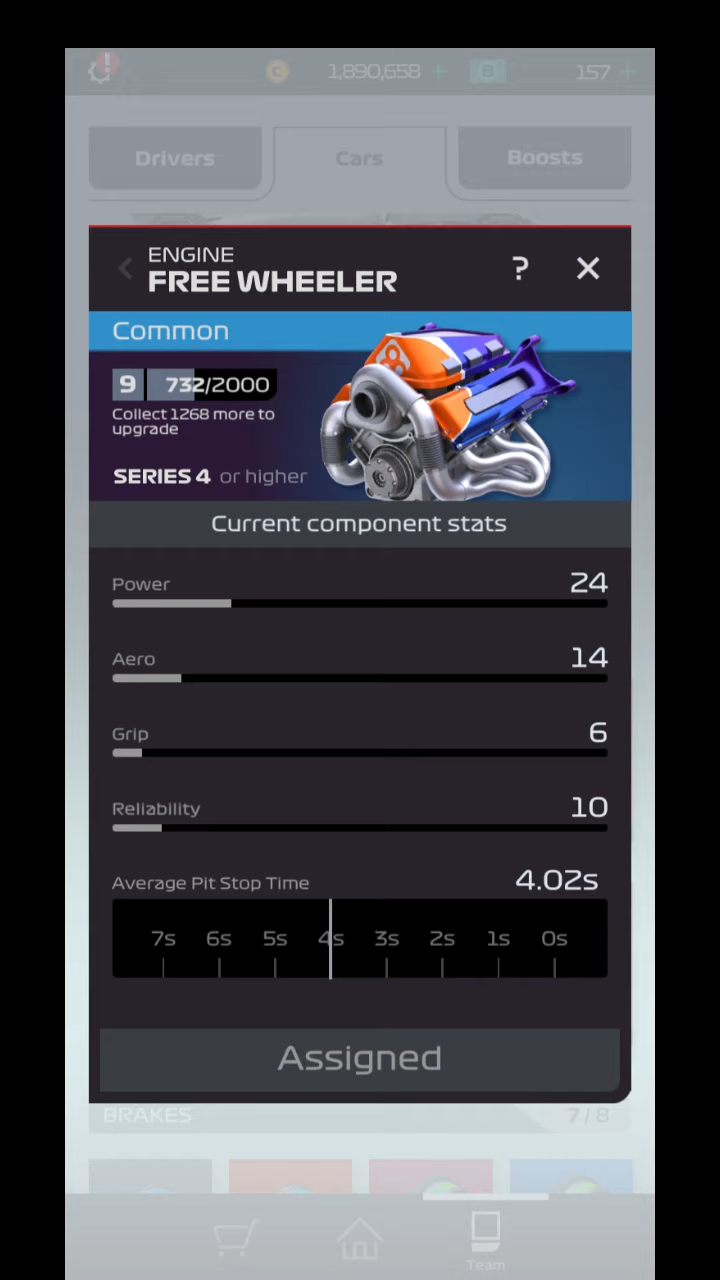 1,890,658 + 157 +
Drivers Cars Boosts
ENGINE
FREE WHEELER
? ×
Common
9 732/2000
Collect 1268 more to
upgrade
SERIES 4 or higher
Current component stats
Power 24
Aero 14
Grip 6
Reliability 10
Average Pit Stop Time 4.02s
7s 6s 5s 4s 3s 2s 1s 0s
Assigned
BRAKES 7/8
Team